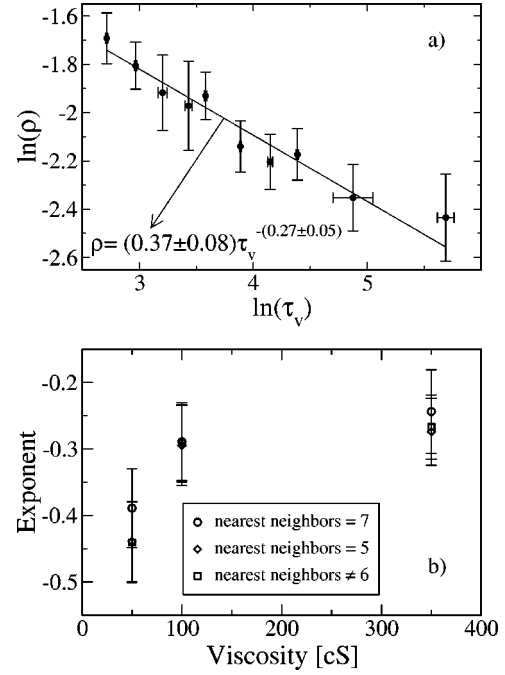 -1.6
a)
-1.8
-2
-2.2
-2.4
-2.6
ln(ρ)
ρ= (0.37±0.08)τv-(0.27±0.05)
3
4
5
ln(τv)
-0.2
-0.3
-0.4
-0.5
Exponent
nearest neighbors = 7
nearest neighbors = 5
nearest neighbors ≠ 6
b)
0
100
200
300
400
Viscosity [cS]